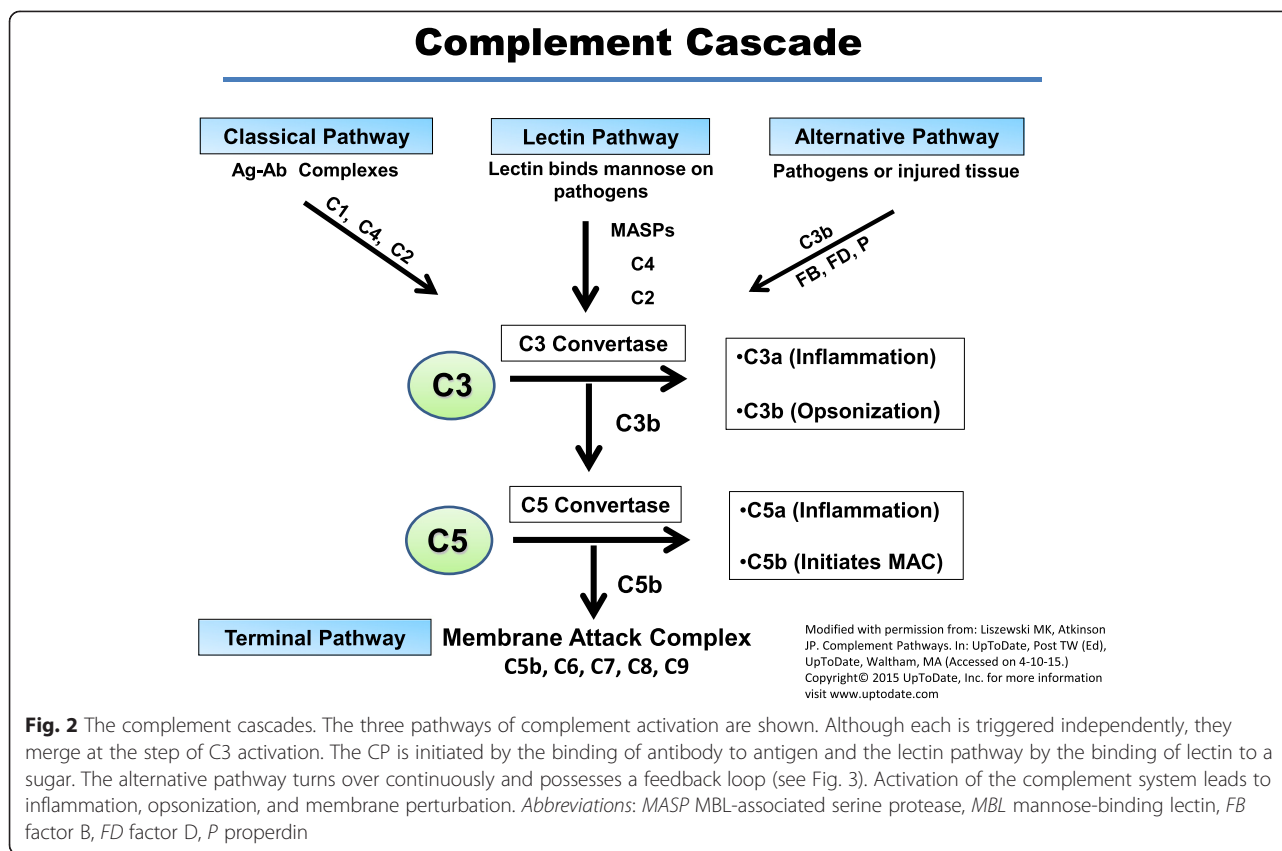 Complement Cascade
Classical Pathway
Ag-Ab Complexes
C1, C4, C2
Lectin Pathway
Lectin binds mannose on
pathogens
MASPs
C4
C2
Alternative Pathway
Pathogens or injured tissue
C3b
FB, FD, P
C3 Convertase
C3
C3b
•C3a (Inflammation)
•C3b (Opsonization)
C5 Convertase
C5
C5b
•C5a (Inflammation)
•C5b (Initiates MAC)
Terminal Pathway
Membrane Attack Complex
C5b, C6, C7, C8, C9
Modified with permission from: Liszewski MK, Atkinson
JP. Complement Pathways. In: UpToDate, Post TW (Ed),
UpToDate, Waltham, MA (Accessed on 4-10-15.)
Copyright© 2015 UpToDate, Inc. for more information
visit www.uptodate.com
Fig. 2 The complement cascades. The three pathways of complement activation are shown. Although each is triggered independently, they
merge at the step of C3 activation. The CP is initiated by the binding of antibody to antigen and the lectin pathway by the binding of lectin to a
sugar. The alternative pathway turns over continuously and possesses a feedback loop (see Fig. 3). Activation of the complement system leads to
inflammation, opsonization, and membrane perturbation. Abbreviations: MASP MBL-associated serine protease, MBL mannose-binding lectin, FB
factor B, FD factor D, P properdin